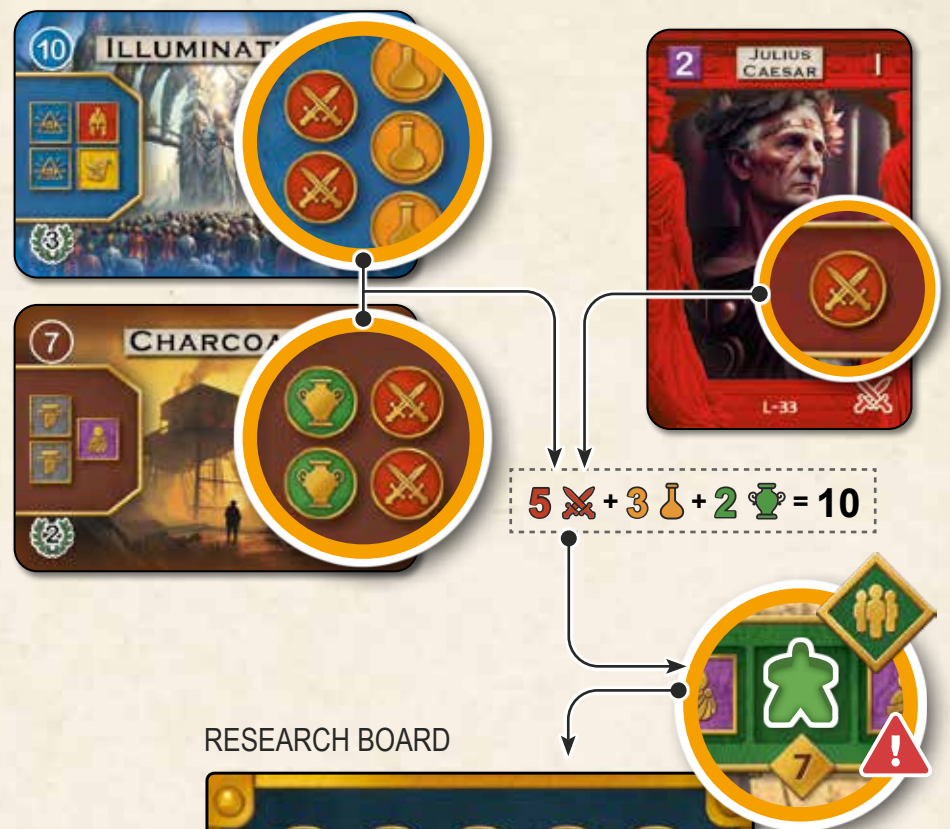 10
ILLUMINAT
3
2
JULIUS
CAESAR
I
L-33
7
CHARCOA
2
5 + 3 + 2 = 10
7
!
RESEARCH BOARD